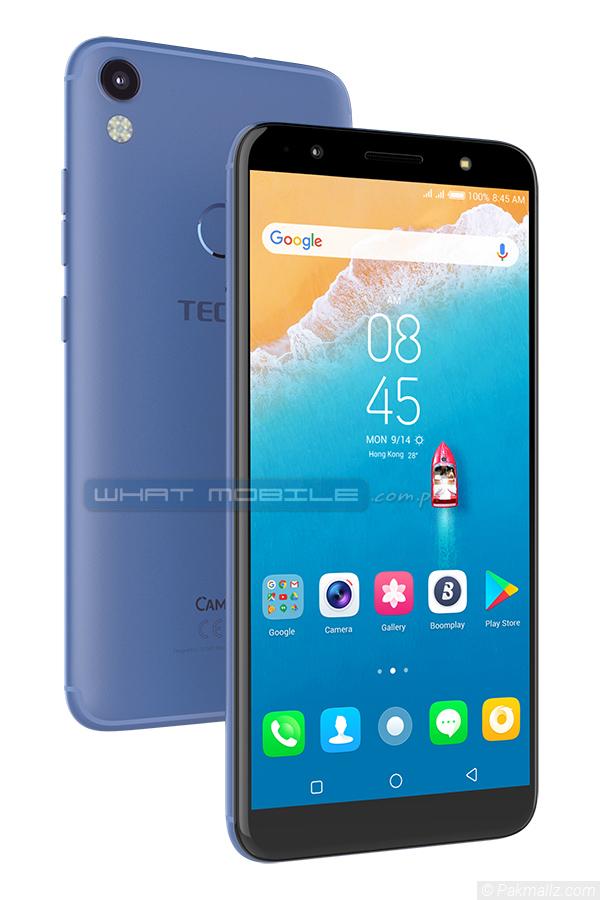 100% 8:45 AM
Google
AM
08
45
MON 9/14
Hong Kong 28°
TEC
WHAT MOBILE .com.p
CAM
CE
Google Camera Gallery Boomplay Play Store
© Pakmallz.com